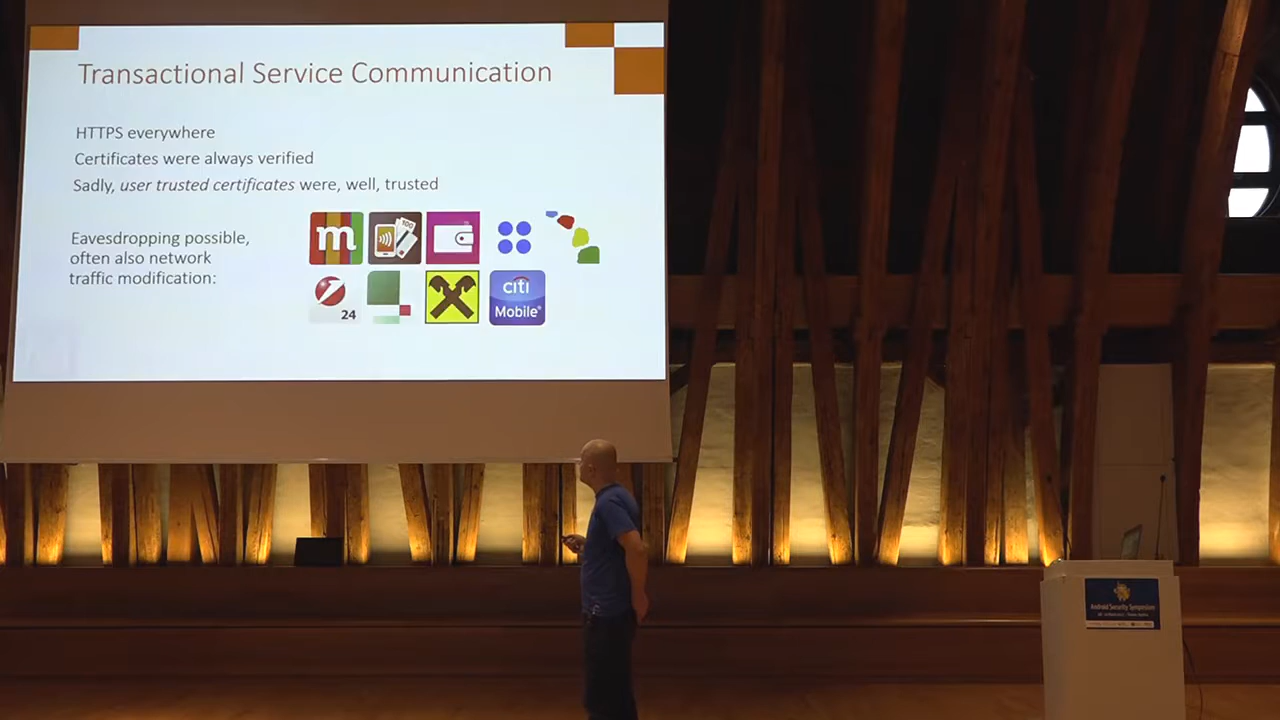 Transactional Service Communication
HTTPS everywhere
Certificates were always verified
Sadly, user trusted certificates were, well, trusted
Eavesdropping possible,
often also network
traffic modification:
m
100
24
citi
Mobile
Android Security Symposium